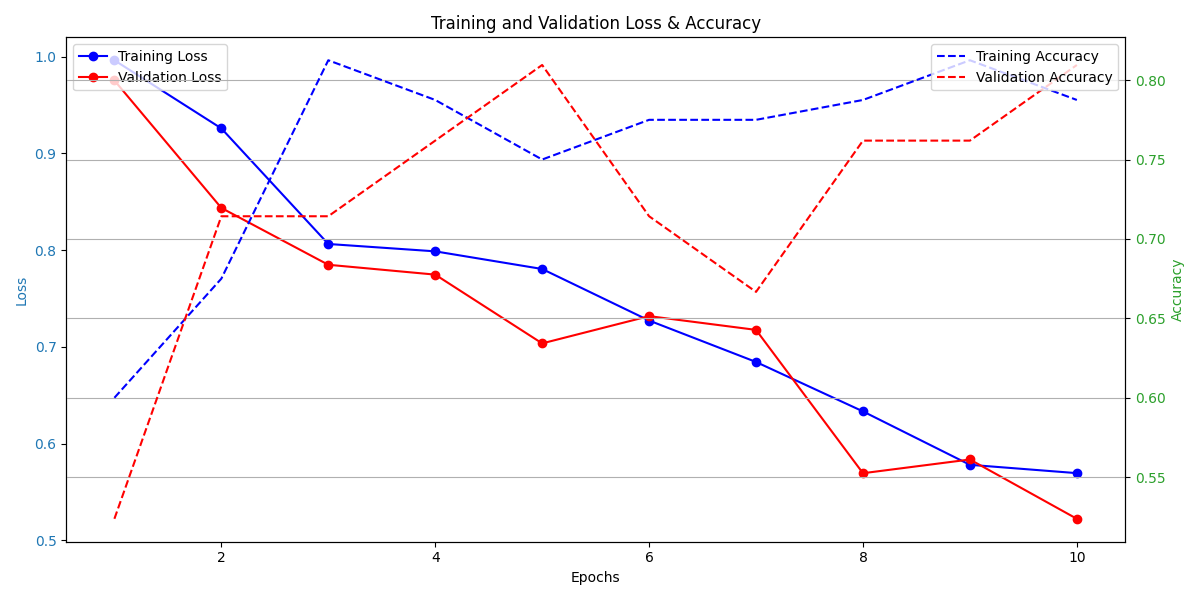 Training and Validation Loss & Accuracy
Training Loss
Validation Loss
Training Accuracy
Validation Accuracy
1.0
0.9
0.8
0.7
0.6
0.5
Loss
0.80
0.75
0.70
0.65
0.60
0.55
Accuracy
2 4 6 8 10
Epochs